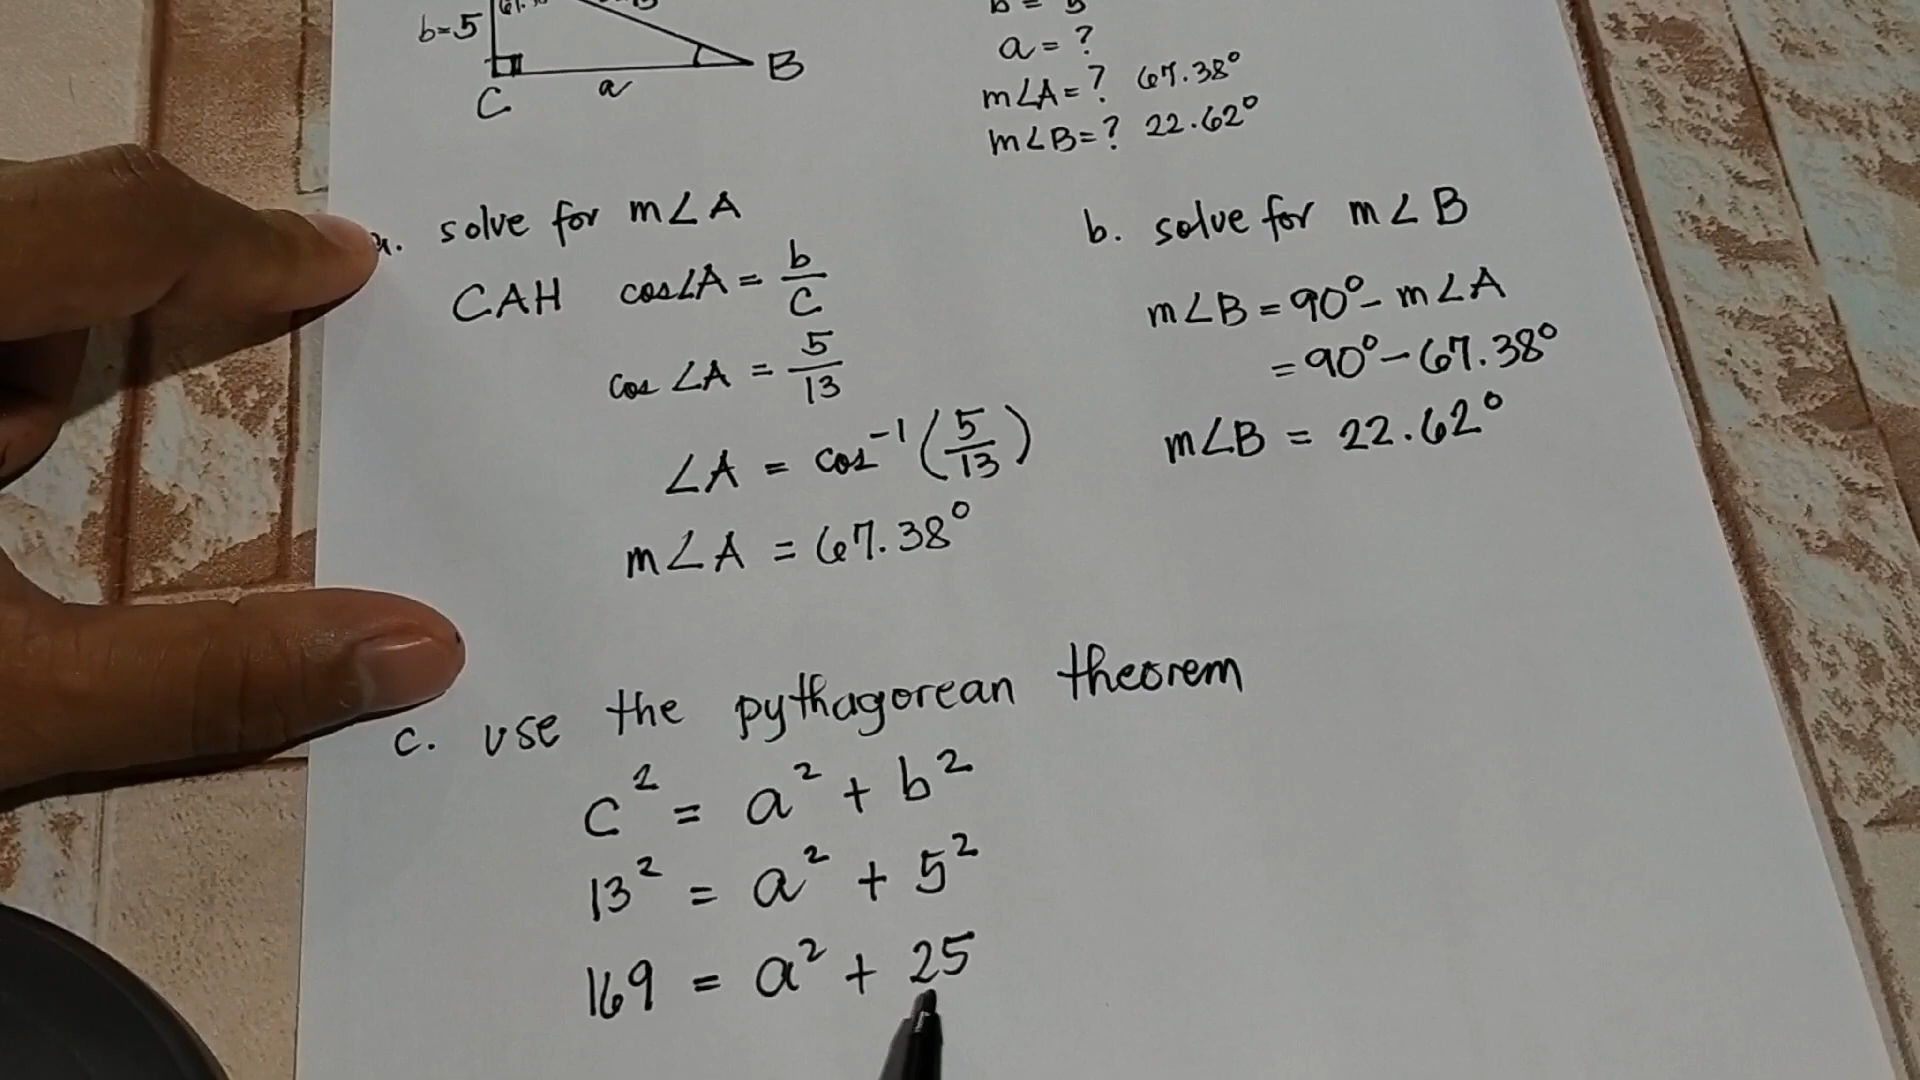 b=5
C
a
B
a = ?
m∠A = ? 67.38°
m∠B = ? 22.62°
a. solve for m∠A
CAH cos∠A = b/c
cos ∠A = 5/13
∠A = cos⁻¹(5/13)
m∠A = 67.38°
b. solve for m∠B
m∠B = 90° - m∠A
= 90° - 67.38°
m∠B = 22.62°
c. use the pythagorean theorem
c² = a² + b²
13² = a² + 5²
169 = a² + 25